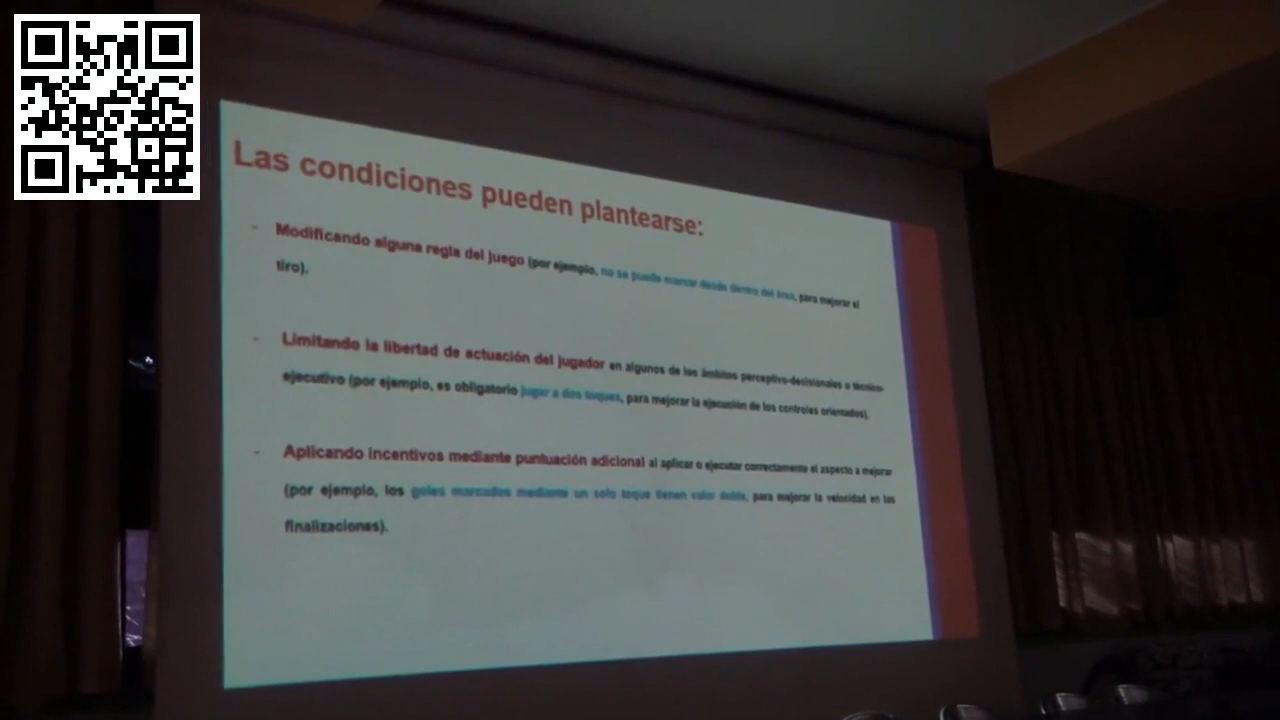 Las condiciones pueden plantearse:
- Modificando alguna regla del juego (por ejemplo, no se puede marcar desde dentro del área, para mejorar el
tiro).
- Limitando la libertad de actuación del jugador en algunos de los ámbitos perceptivo-decisionales o técnico-
ejecutivo (por ejemplo, es obligatorio jugar a dos toques, para mejorar la ejecución de los controles orientados).
- Aplicando incentivos mediante puntuación adicional al aplicar o ejecutar correctamente el aspecto a mejorar
(por ejemplo, los goles marcados mediante un solo toque tienen valor doble, para mejorar la velocidad en las
finalizaciones).